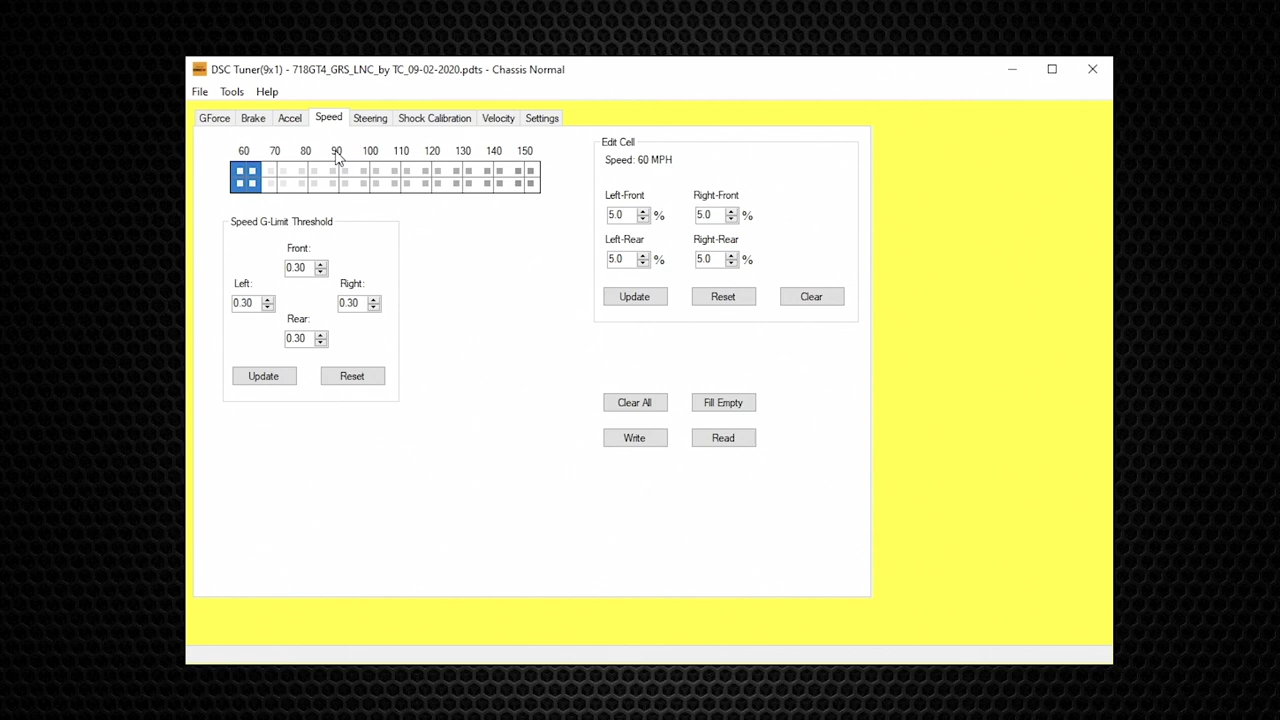 DSC Tuner(9x1) - 718GT4_GRS_LNC_by TC_09-02-2020.pdts - Chassis Normal
File Tools Help
GForce Brake Accel Speed Steering Shock Calibration Velocity Settings
60 70 80 90 100 110 120 130 140 150
Edit Cell
Speed: 60 MPH
Left-Front Right-Front
5.0 % 5.0 %
Left-Rear Right-Rear
5.0 % 5.0 %
Update Reset Clear
Speed G-Limit Threshold
Front:
0.30
Left: Right:
0.30 0.30
Rear:
0.30
Update Reset
Clear All Fill Empty
Write Read